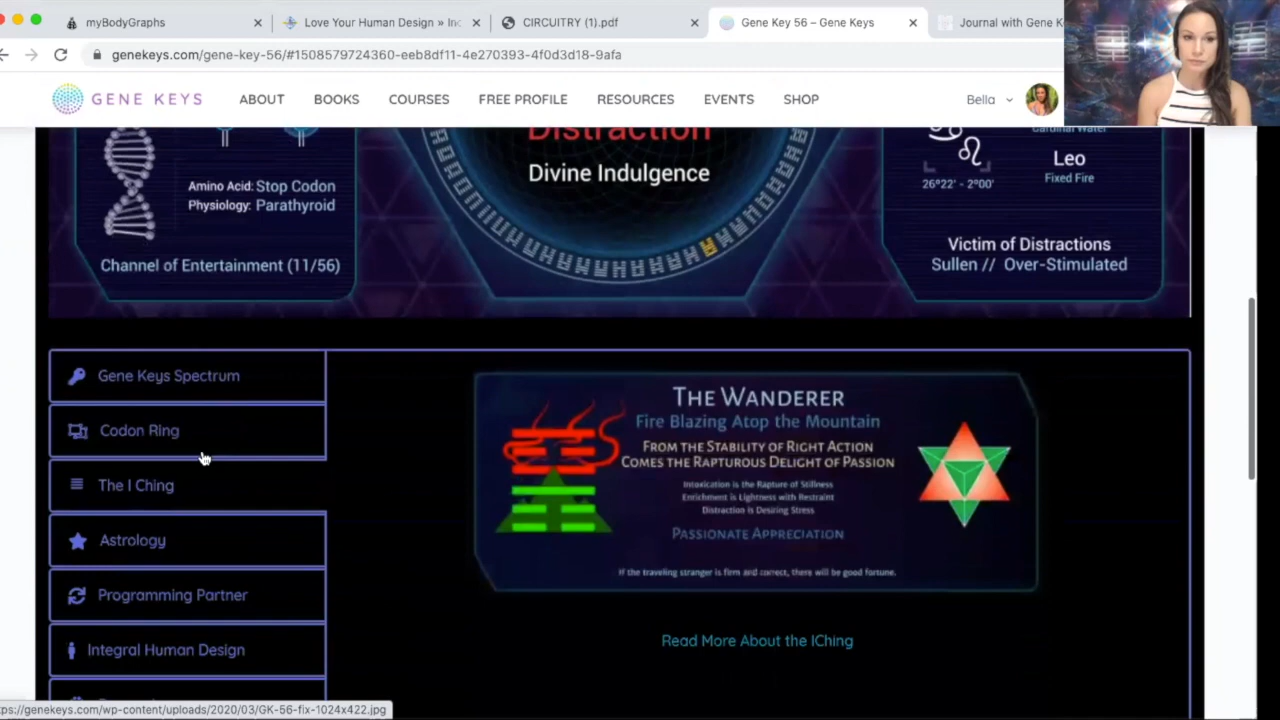 myBodyGraphs
Love Your Human Design » Inc
CIRCUITRY (1).pdf
Gene Key 56 – Gene Keys
Journal with Gene K
genekeys.com/gene-key-56/#1508579724360-eeb8df11-4e270393-4f0d3d18-9afa
GENE KEYS
ABOUT
BOOKS
COURSES
FREE PROFILE
RESOURCES
EVENTS
SHOP
Bella
Amino Acid: Stop Codon
Physiology: Parathyroid
Channel of Entertainment (11/56)
Distraction
Divine Indulgence
Cardinal Water
Leo
Fixed Fire
26°22' - 2°00'
Victim of Distractions
Sullen // Over-Stimulated
Gene Keys Spectrum
Codon Ring
The I Ching
Astrology
Programming Partner
Integral Human Design
THE WANDERER
Fire Blazing Atop the Mountain
FROM THE STABILITY OF RIGHT ACTION
COMES THE RAPTUROUS DELIGHT OF PASSION
Intoxication is the Rapture of Stillness
Enrichment is Lightness with Restraint
Distraction is Desiring Stress
PASSIONATE APPRECIATION
If the traveling stranger is firm and correct, there will be good fortune.
Read More About the IChing
tps://genekeys.com/wp-content/uploads/2020/03/GK-56-fix-1024x422.jpg